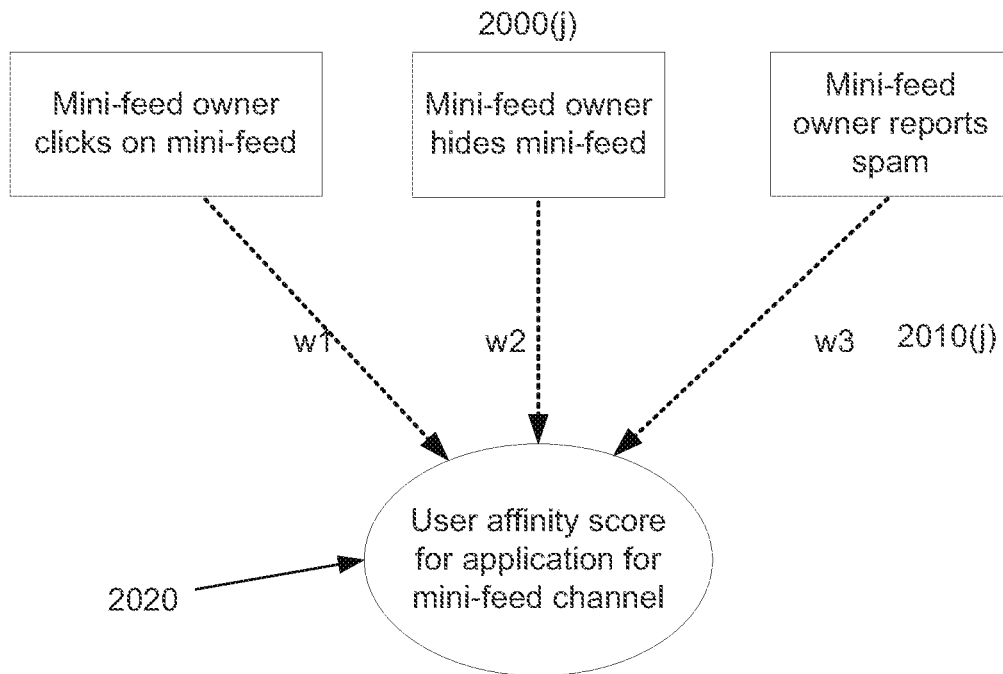 2000(j)
Mini-feed owner
clicks on mini-feed
Mini-feed owner
hides mini-feed
Mini-feed
owner reports
spam
w1
w2
w3
2010(j)
User affinity score
for application for
mini-feed channel
2020